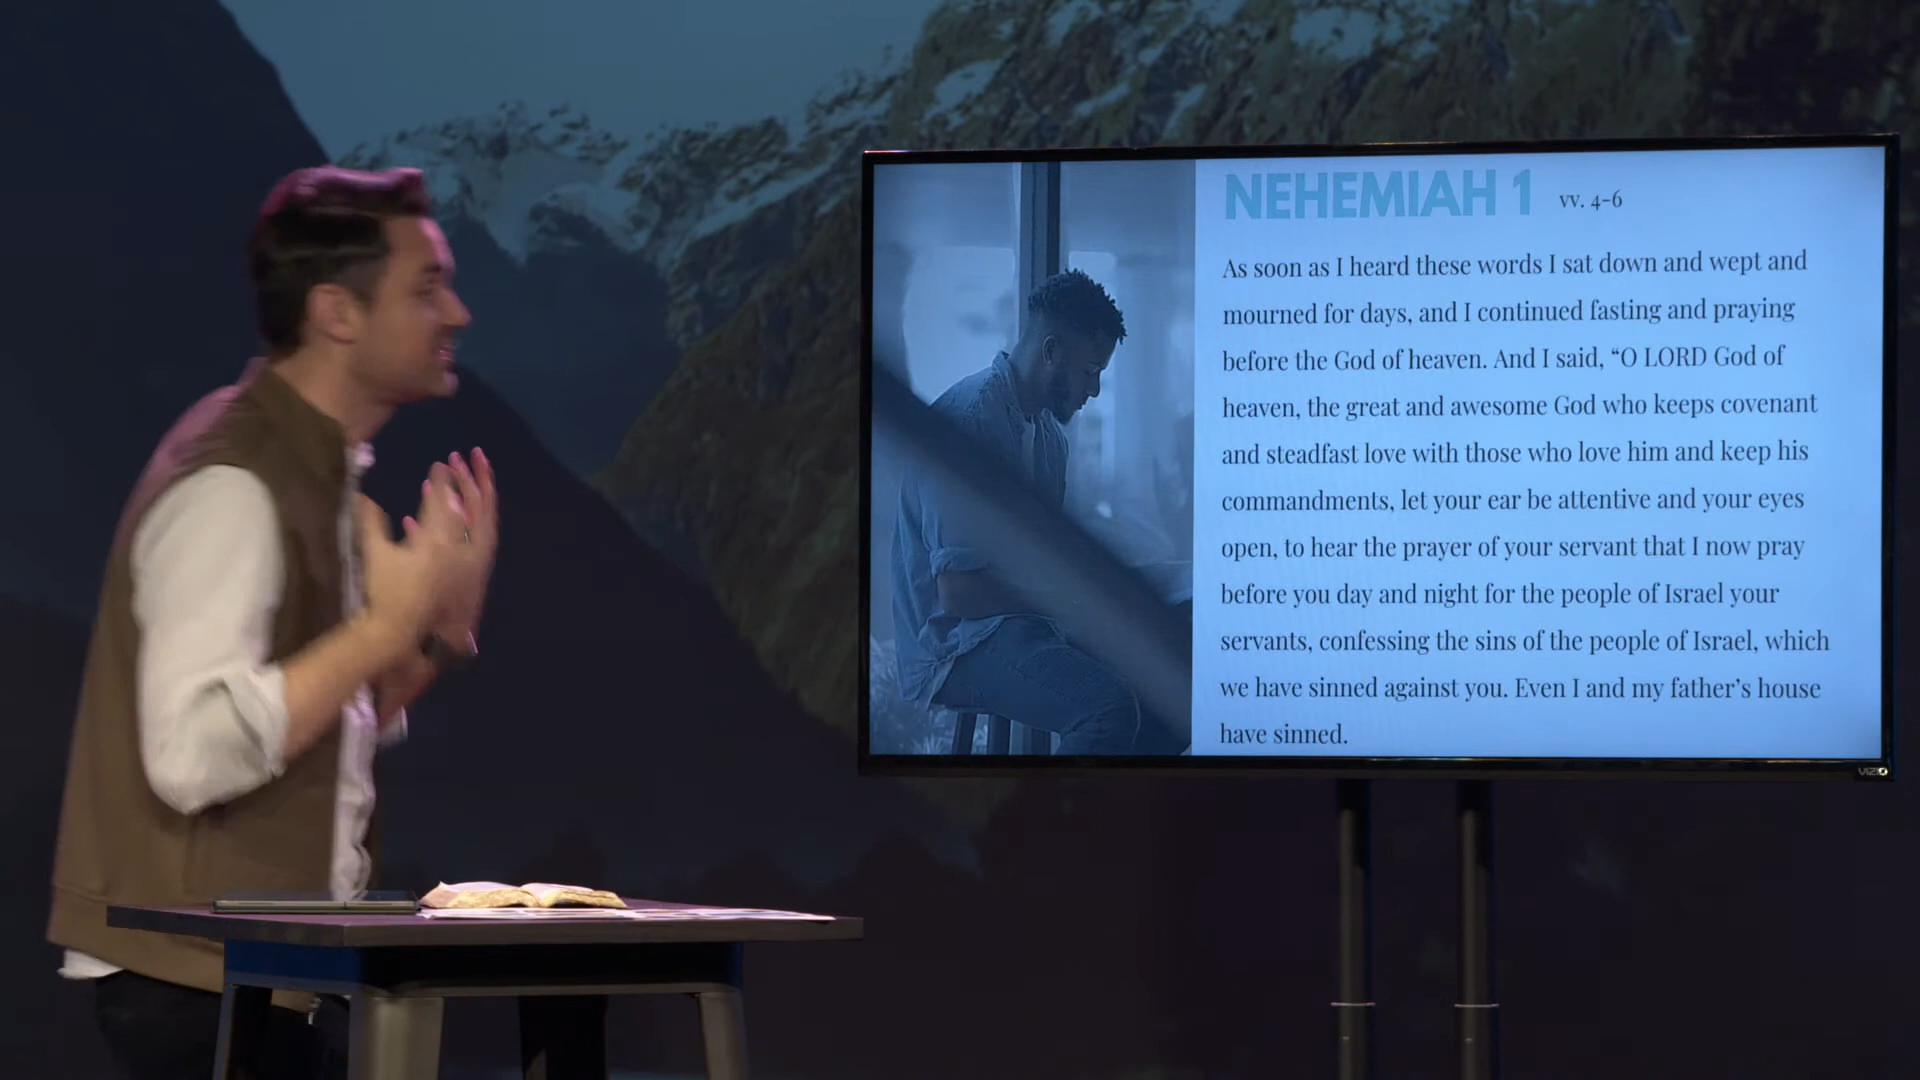 NEHEMIAH 1 vv. 4-6
As soon as I heard these words I sat down and wept and
mourned for days, and I continued fasting and praying
before the God of heaven. And I said, “O LORD God of
heaven, the great and awesome God who keeps covenant
and steadfast love with those who love him and keep his
commandments, let your ear be attentive and your eyes
open, to hear the prayer of your servant that I now pray
before you day and night for the people of Israel your
servants, confessing the sins of the people of Israel, which
we have sinned against you. Even I and my father’s house
have sinned.
VIZIO